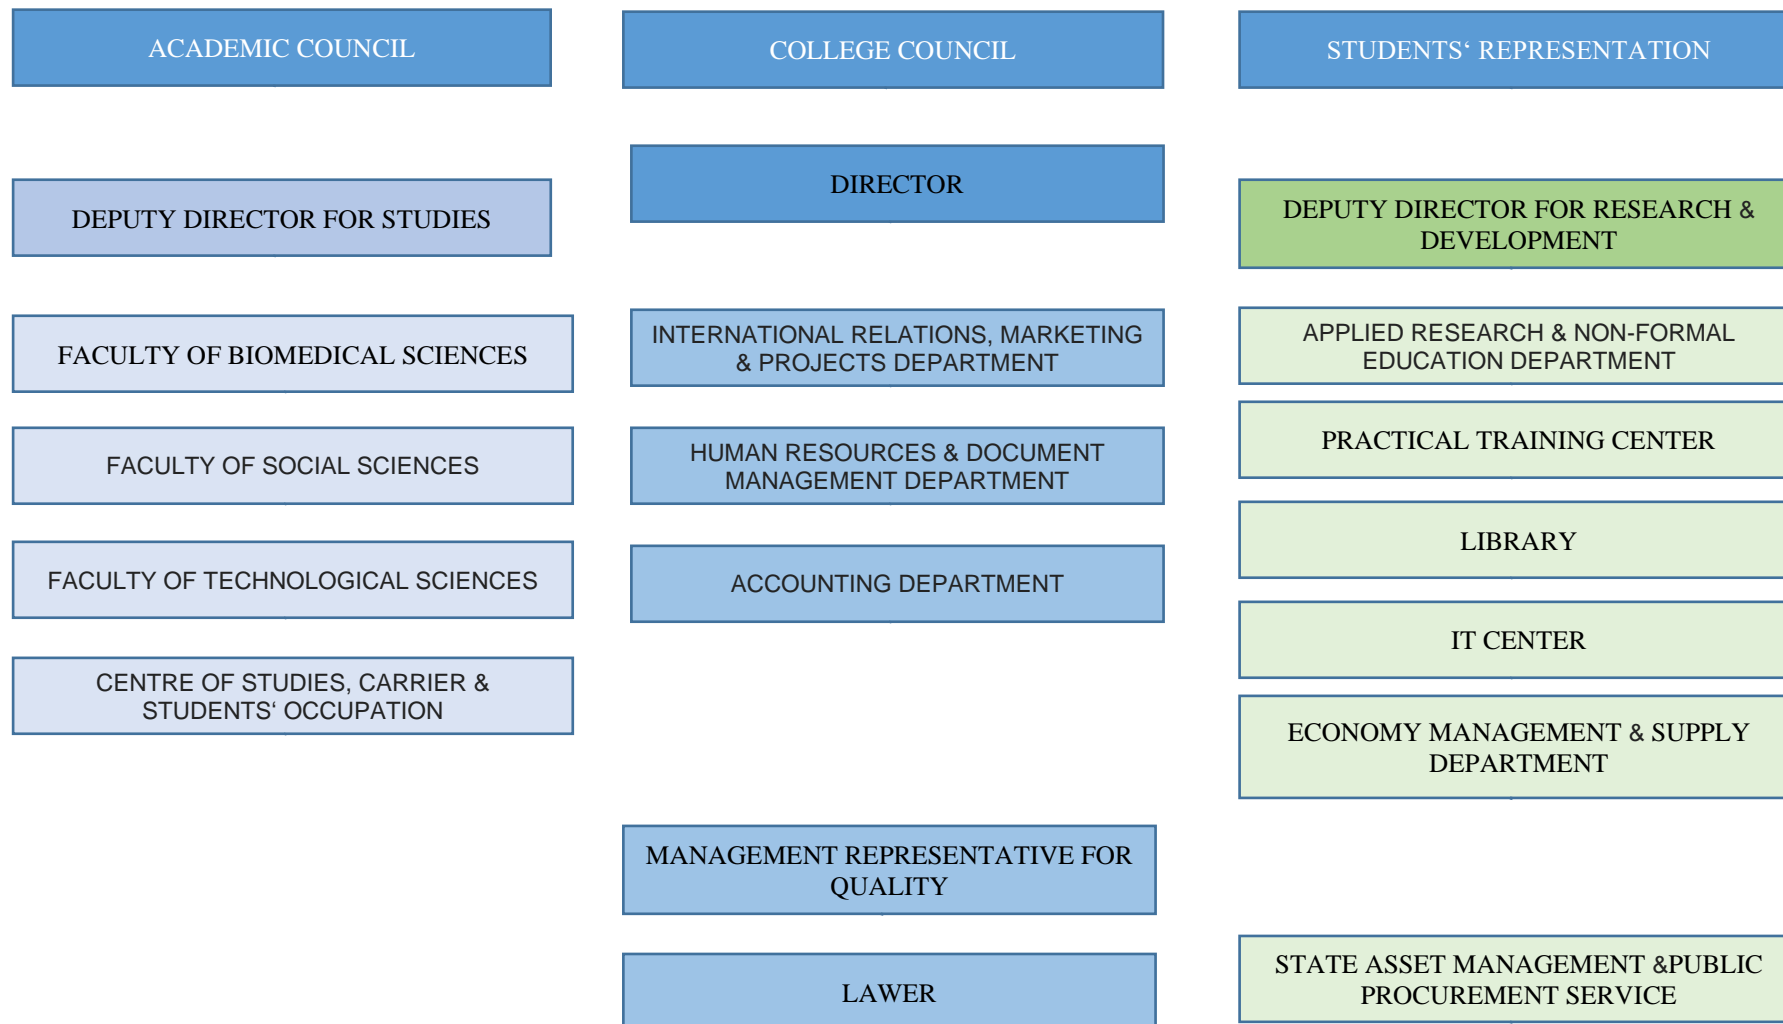 ACADEMIC COUNCIL
COLLEGE COUNCIL
STUDENTS‘ REPRESENTATION
DIRECTOR
DEPUTY DIRECTOR FOR STUDIES
DEPUTY DIRECTOR FOR RESEARCH &
DEVELOPMENT
FACULTY OF BIOMEDICAL SCIENCES
INTERNATIONAL RELATIONS, MARKETING
& PROJECTS DEPARTMENT
APPLIED RESEARCH & NON-FORMAL
EDUCATION DEPARTMENT
FACULTY OF SOCIAL SCIENCES
HUMAN RESOURCES & DOCUMENT
MANAGEMENT DEPARTMENT
PRACTICAL TRAINING CENTER
LIBRARY
FACULTY OF TECHNOLOGICAL SCIENCES
ACCOUNTING DEPARTMENT
IT CENTER
CENTRE OF STUDIES, CARRIER &
STUDENTS‘ OCCUPATION
ECONOMY MANAGEMENT & SUPPLY
DEPARTMENT
MANAGEMENT REPRESENTATIVE FOR
QUALITY
LAWER
STATE ASSET MANAGEMENT &PUBLIC
PROCUREMENT SERVICE